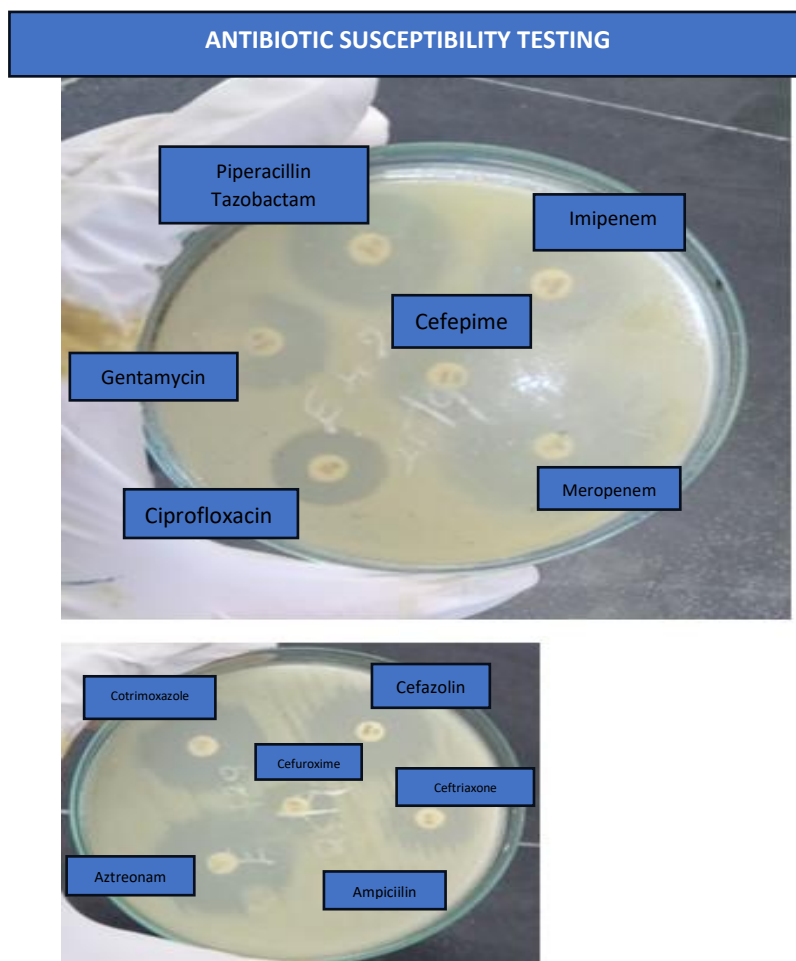 ANTIBIOTIC SUSCEPTIBILITY TESTING
Piperacillin
Tazobactam
Imipenem
Cefepime
Gentamycin
Ciprofloxacin
Meropenem
Cotrimoxazole
Cefazolin
Cefuroxime
Ceftriaxone
Aztreonam
Ampiciilin